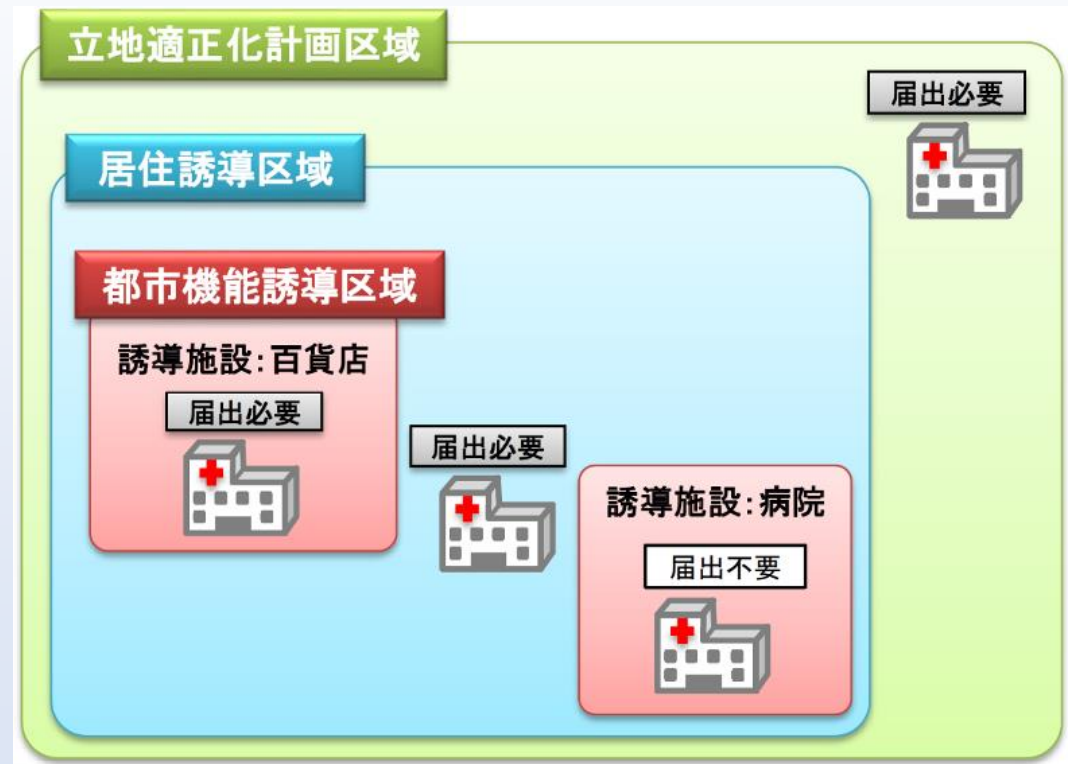 立地適正化計画区域
届出必要
居住誘導区域
都市機能誘導区域
誘導施設:百貨店
届出必要
届出必要
誘導施設:病院
届出不要